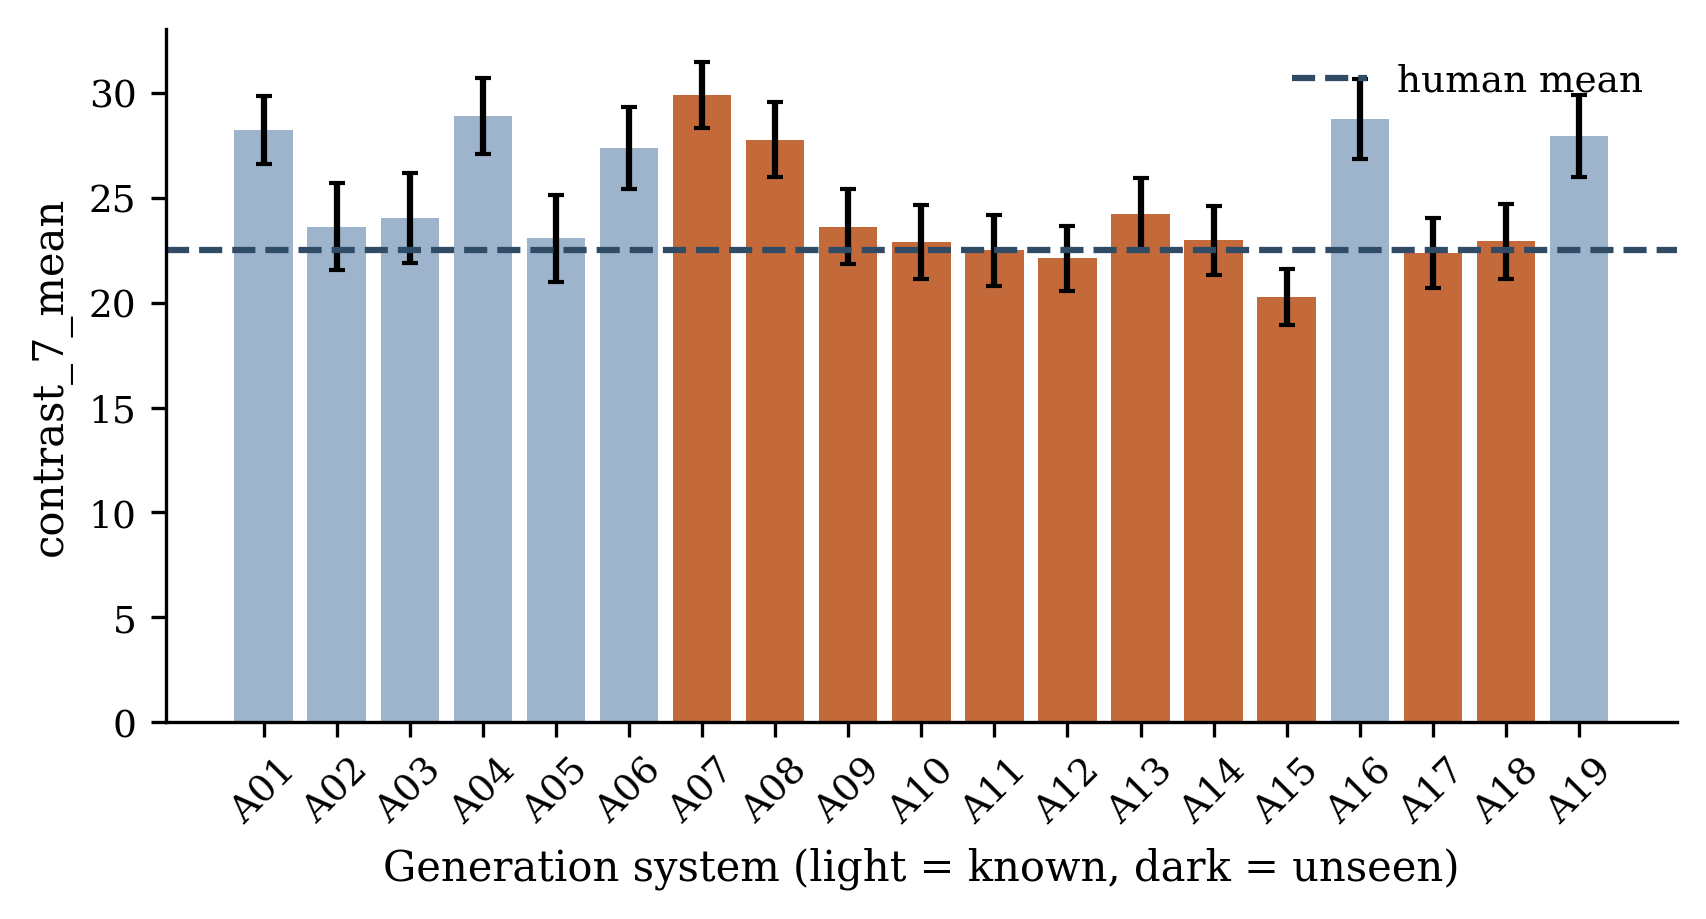 human mean
contrast_7_mean
30
25
20
15
10
5
0
A01 A02 A03 A04 A05 A06 A07 A08 A09 A10 A11 A12 A13 A14 A15 A16 A17 A18 A19
Generation system (light = known, dark = unseen)